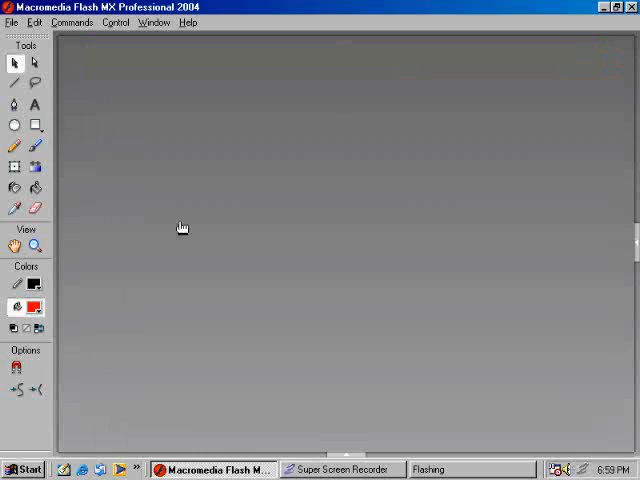 Macromedia Flash MX Professional 2004
File Edit Commands Control Window Help
Tools
A
View
Colors
Options
Start
Macromedia Flash M...
Super Screen Recorder
Flashing
6:59 PM